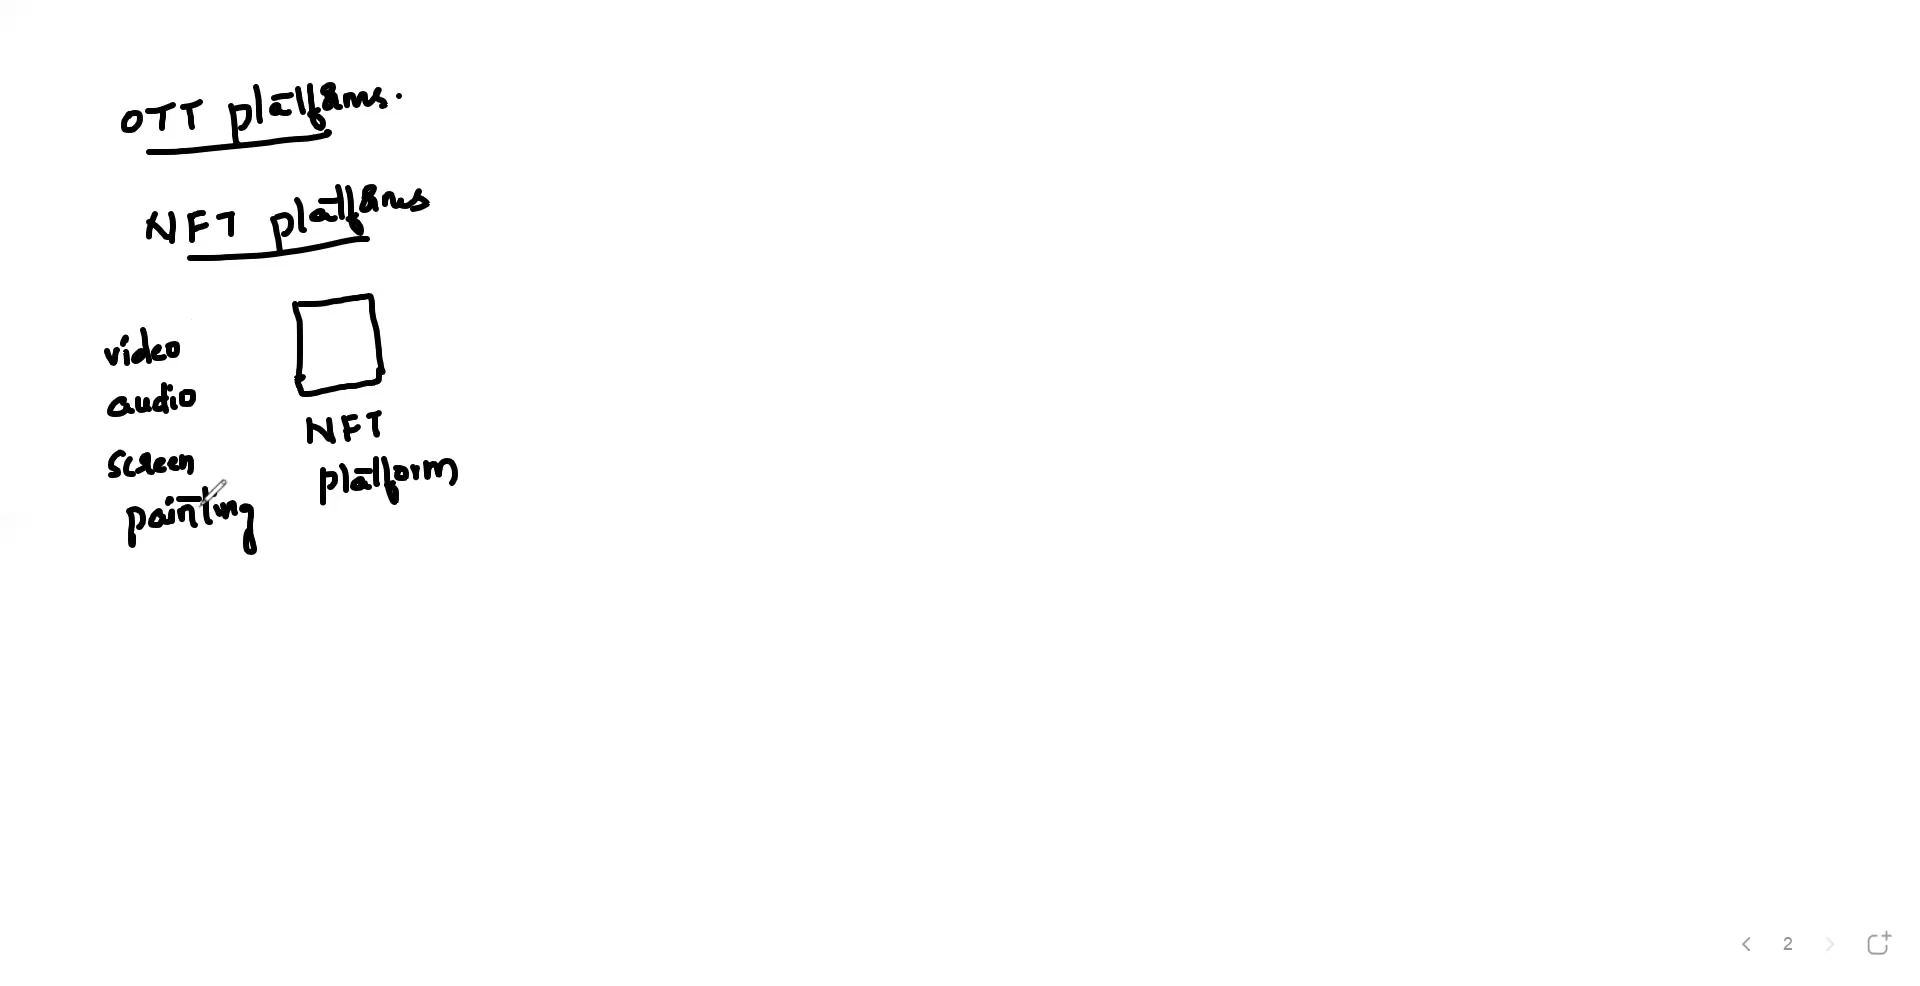 OTT platforms.
NFT platforms
video
audio
screen
painting
NFT
platform
2